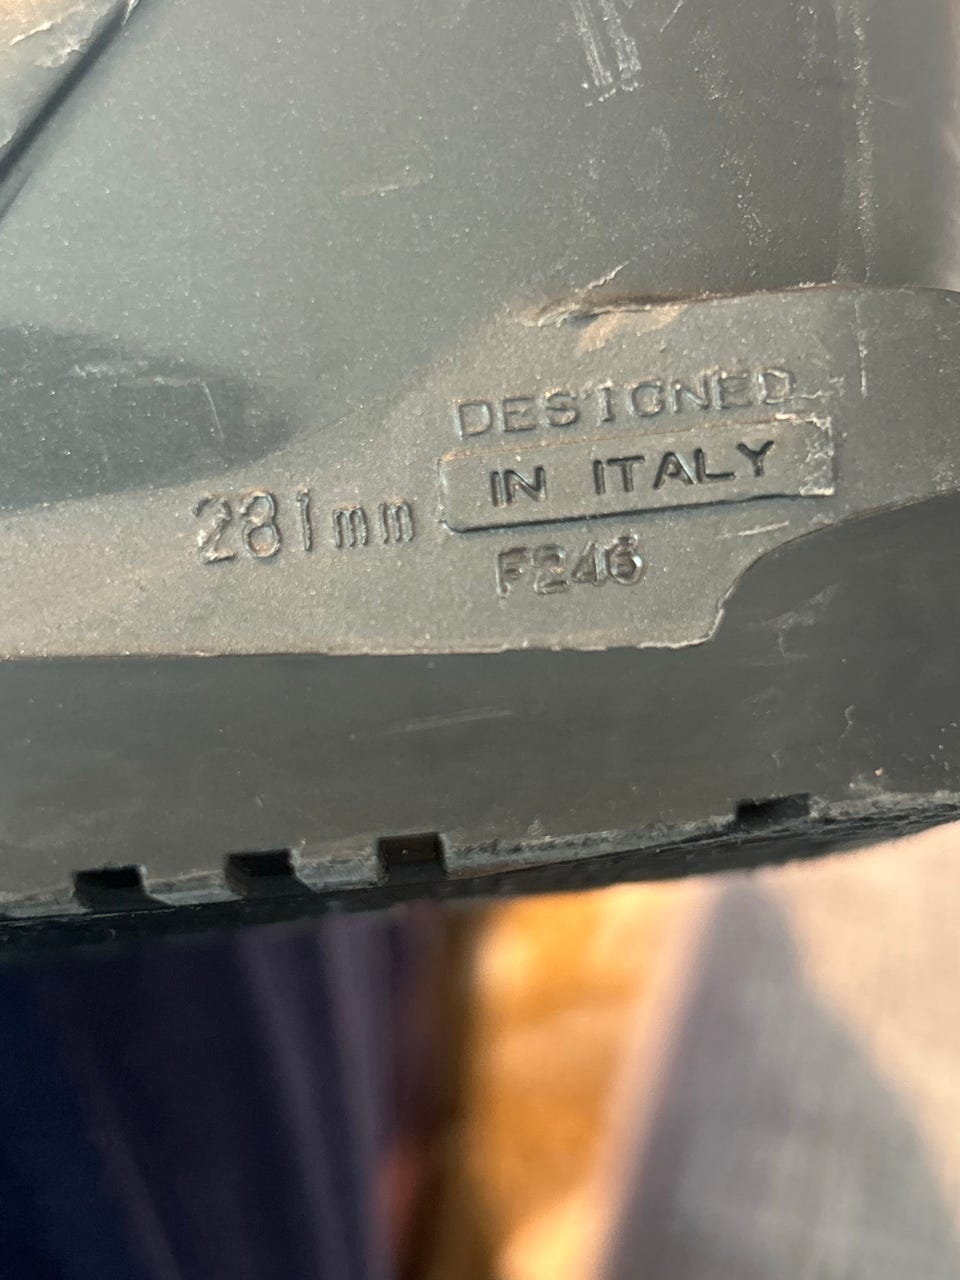 DESIGNED
IN ITALY
281mm
F246